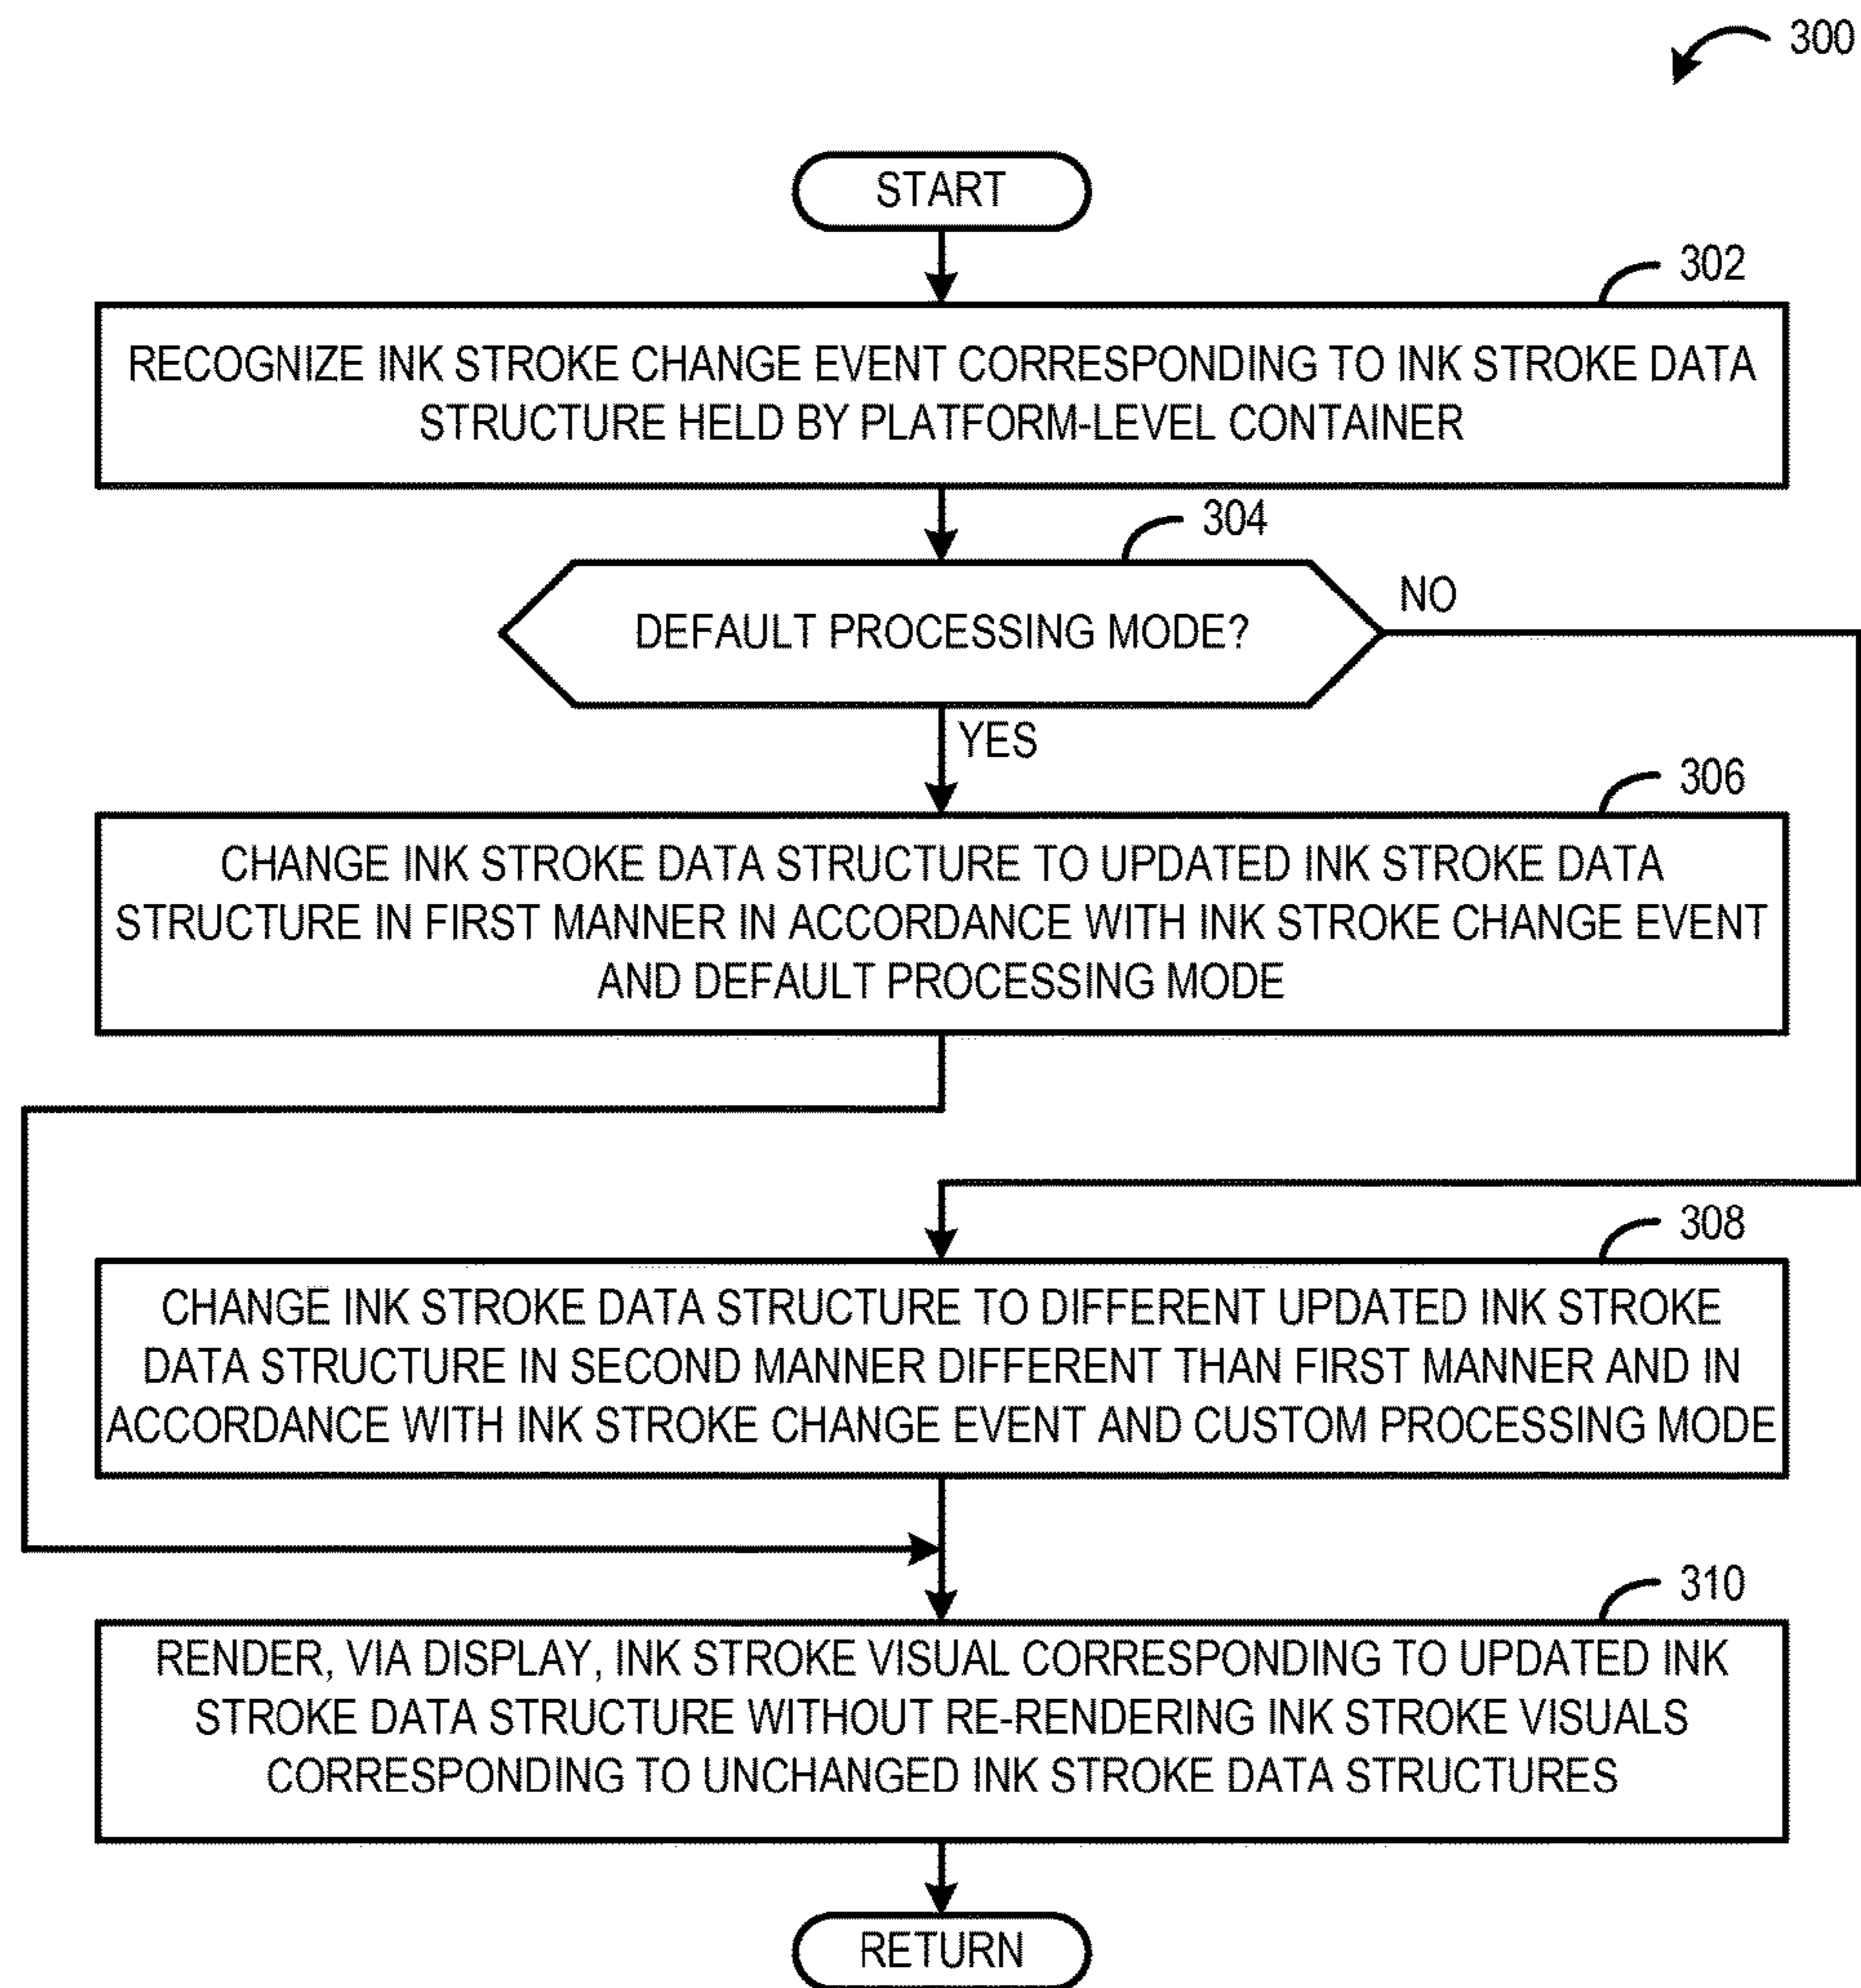 300
START
302
RECOGNIZE INK STROKE CHANGE EVENT CORRESPONDING TO INK STROKE DATA
STRUCTURE HELD BY PLATFORM-LEVEL CONTAINER
304
DEFAULT PROCESSING MODE?
NO
YES
306
CHANGE INK STROKE DATA STRUCTURE TO UPDATED INK STROKE DATA
STRUCTURE IN FIRST MANNER IN ACCORDANCE WITH INK STROKE CHANGE EVENT
AND DEFAULT PROCESSING MODE
308
CHANGE INK STROKE DATA STRUCTURE TO DIFFERENT UPDATED INK STROKE
DATA STRUCTURE IN SECOND MANNER DIFFERENT THAN FIRST MANNER AND IN
ACCORDANCE WITH INK STROKE CHANGE EVENT AND CUSTOM PROCESSING MODE
310
RENDER, VIA DISPLAY, INK STROKE VISUAL CORRESPONDING TO UPDATED INK
STROKE DATA STRUCTURE WITHOUT RE-RENDERING INK STROKE VISUALS
CORRESPONDING TO UNCHANGED INK STROKE DATA STRUCTURES
RETURN